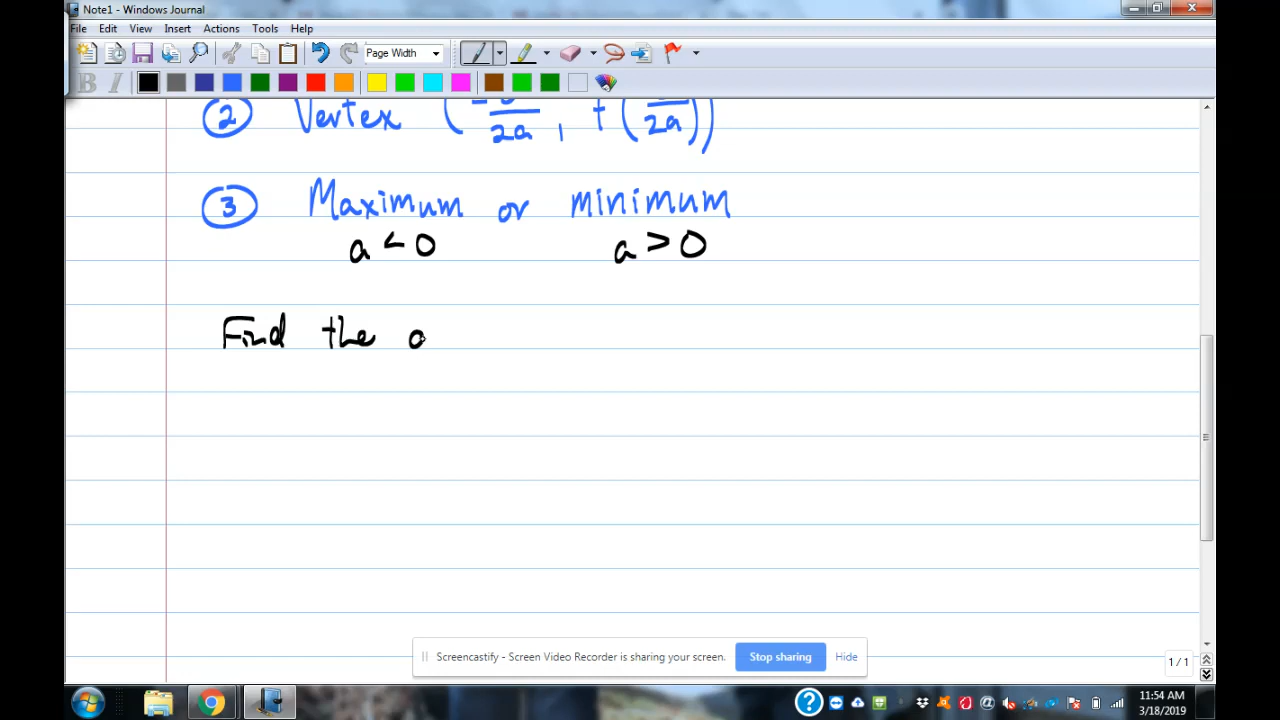 Note1 - Windows Journal
File Edit View Insert Actions Tools Help
Page Width
B I
② Vertex ( 2a , f ( 2a ) )
③ Maximum or minimum
a < 0 a > 0
Find the a
Screencastify - Screen Video Recorder is sharing your screen. Stop sharing Hide
1 / 1
11:54 AM
3/18/2019